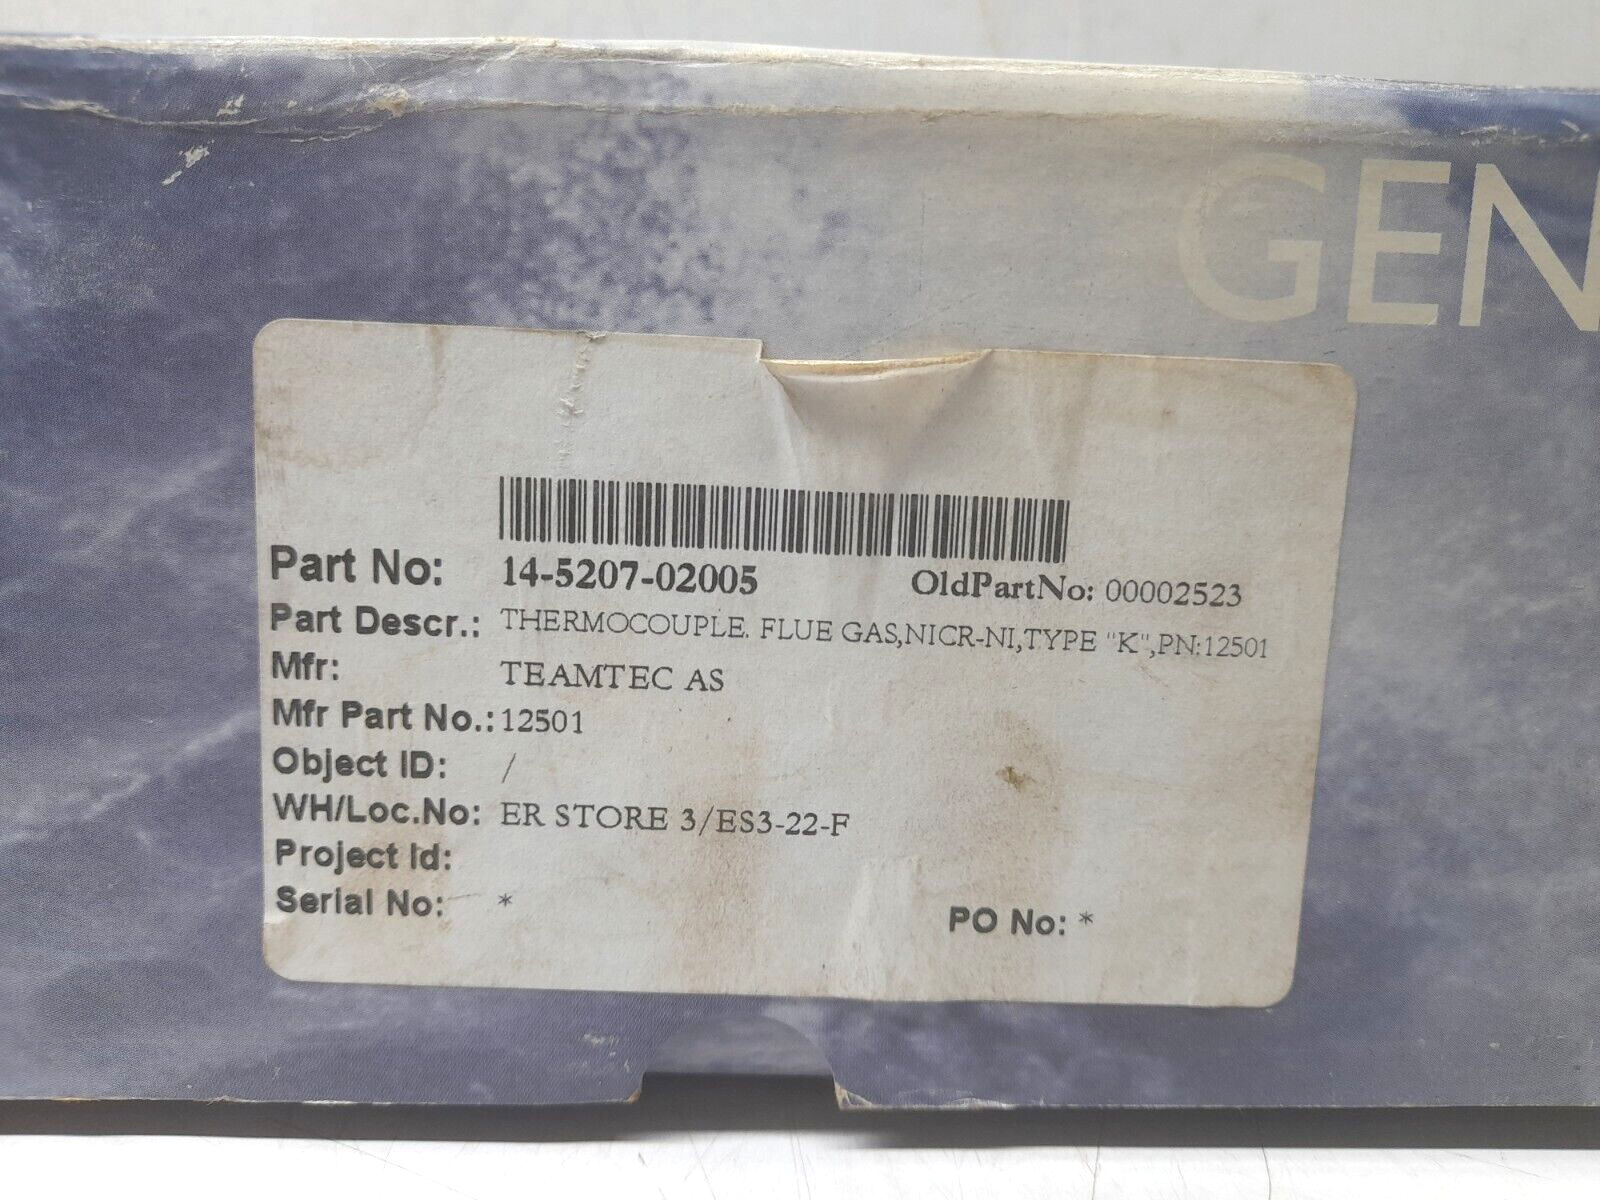 GEN
Part No: 14-5207-02005 OldPartNo: 00002523
Part Descr.: THERMOCOUPLE. FLUE GAS,NICR-NI,TYPE "K",PN:12501
Mfr: TEAMTEC AS
Mfr Part No.: 12501
Object ID: /
WH/Loc.No: ER STORE 3/ES3-22-F
Project Id:
Serial No: * PO No: *